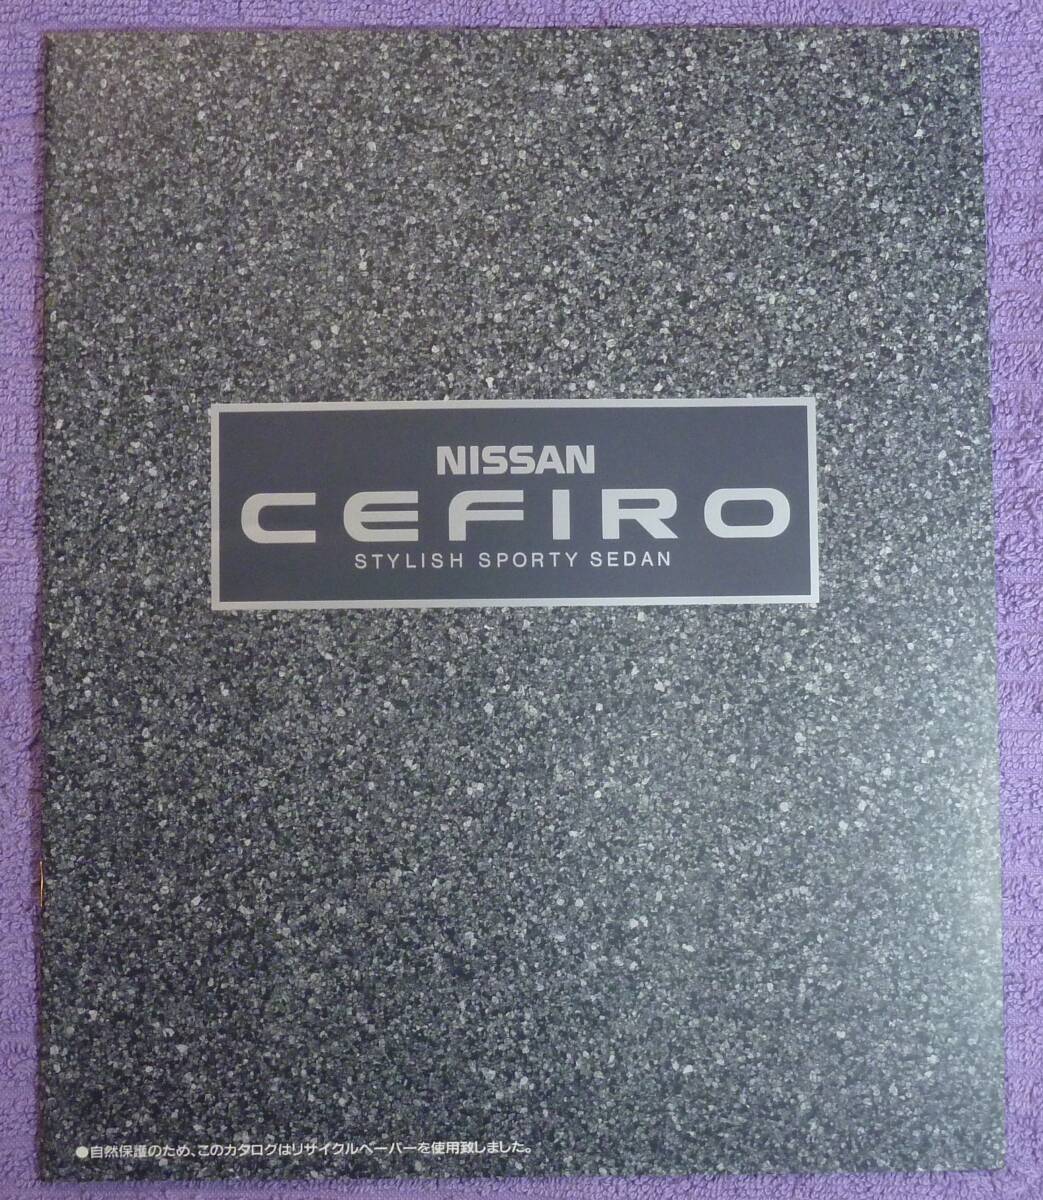 NISSAN
CEFIRO
STYLISH SPORTY SEDAN
●自然保護のため、このカタログはリサイクルペーパーを使用致しました。